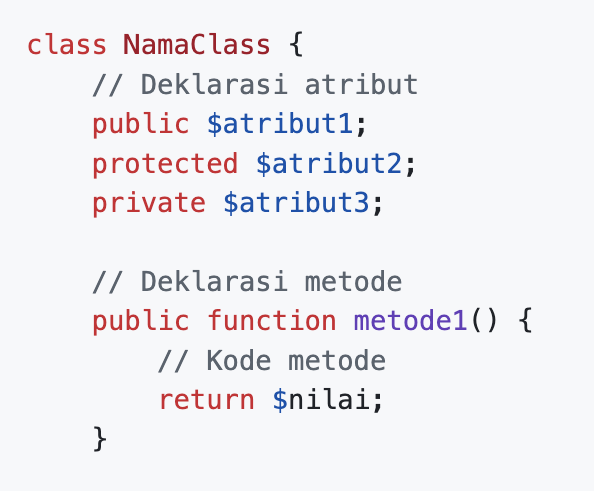 class NamaClass {
    // Deklarasi atribut
    public $atribut1;
    protected $atribut2;
    private $atribut3;

    // Deklarasi metode
    public function metode1() {
        // Kode metode
        return $nilai;
    }